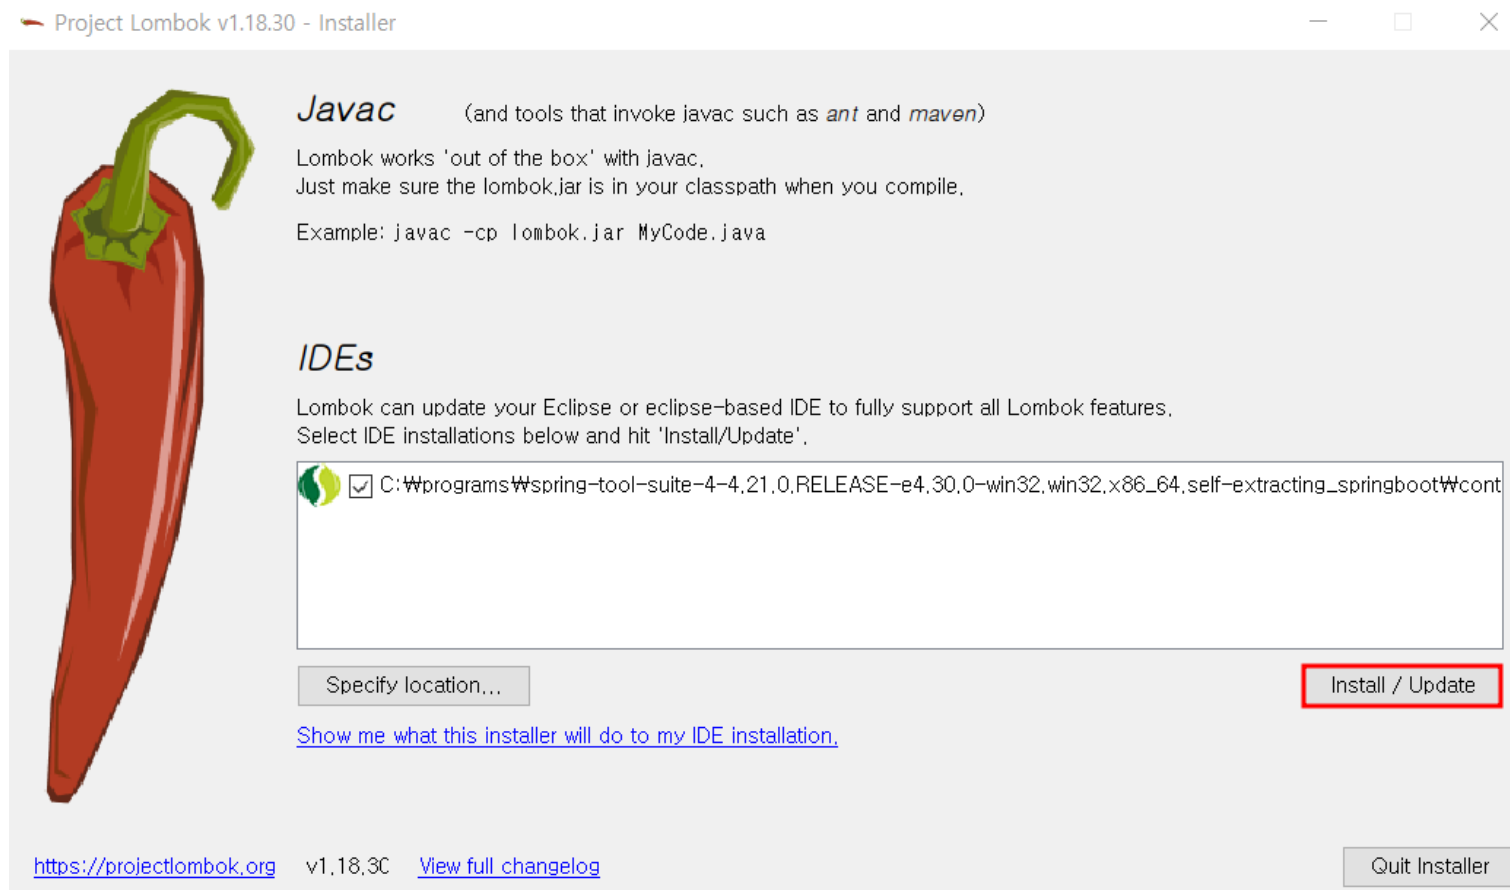 Project Lombok v1.18.30 - Installer
Javac (and tools that invoke javac such as ant and maven)
Lombok works 'out of the box' with javac.
Just make sure the lombok.jar is in your classpath when you compile.
Example: javac -cp lombok.jar MyCode.java
IDEs
Lombok can update your Eclipse or eclipse-based IDE to fully support all Lombok features.
Select IDE installations below and hit 'Install/Update'.
C:₩programs₩spring-tool-suite-4-4.21.0.RELEASE-e4.30.0-win32.win32.x86_64.self-extracting_springboot₩cont
Specify location...
Install / Update
Show me what this installer will do to my IDE installation.
https://projectlombok.org v1.18.30 View full changelog
Quit Installer